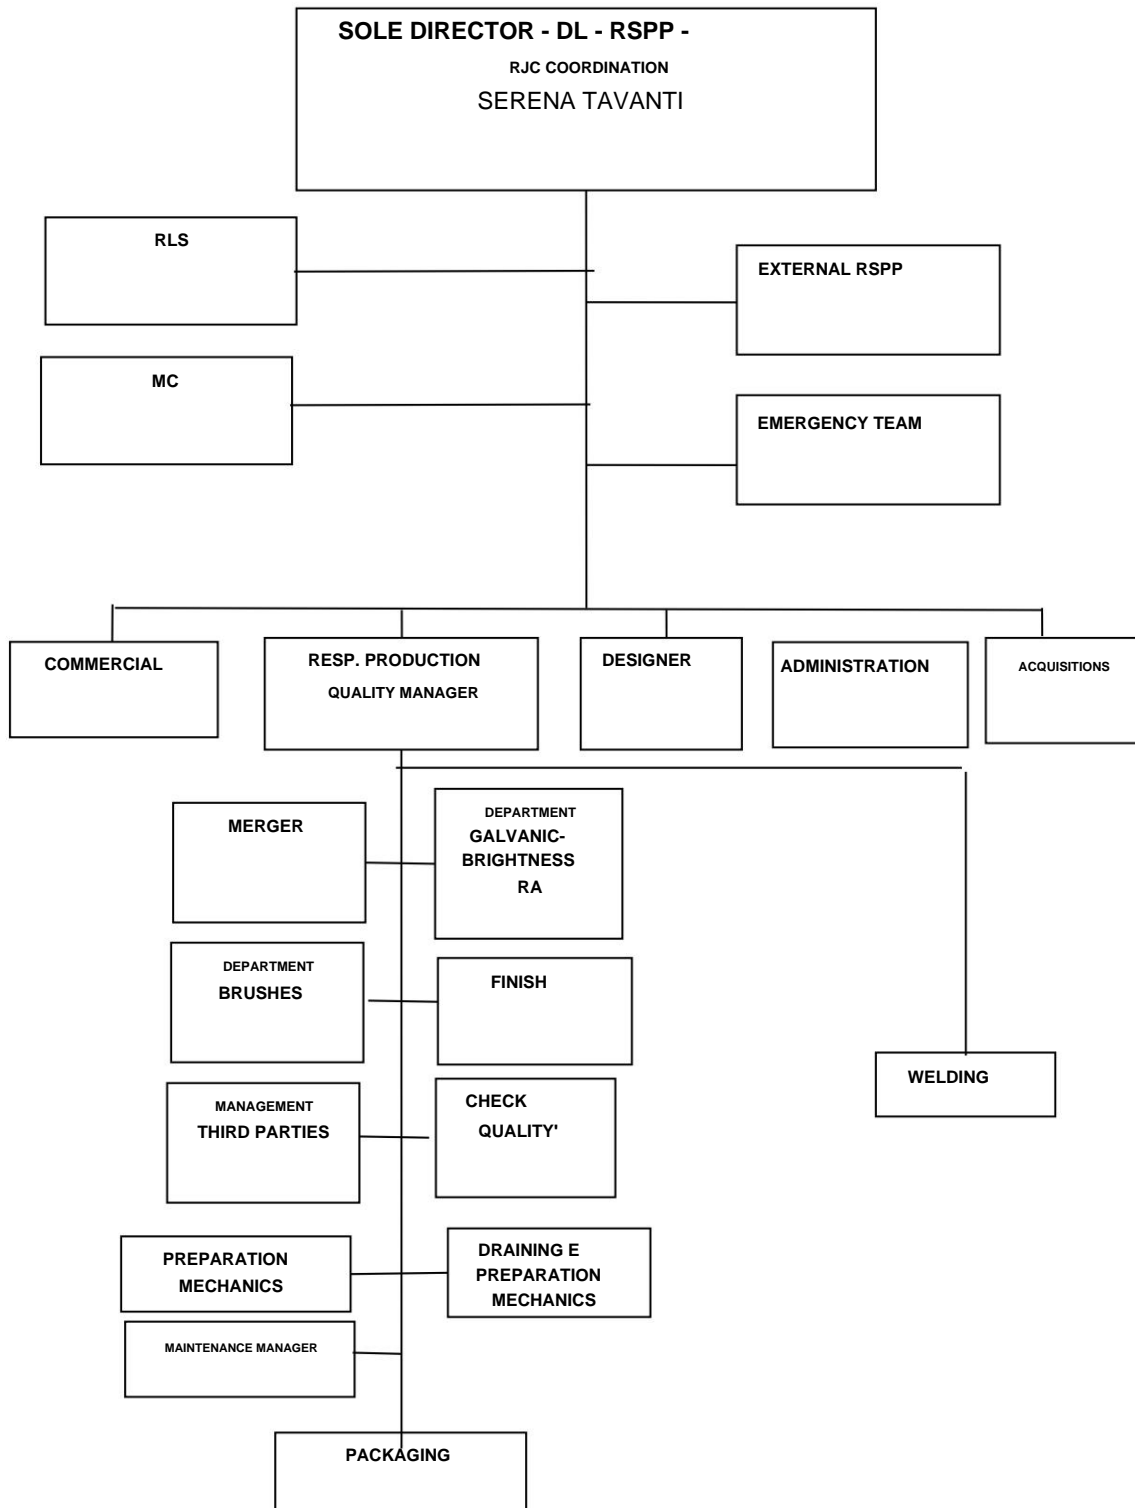 SOLE DIRECTOR - DL - RSPP -
RJC COORDINATION
SERENA TAVANTI
RLS
EXTERNAL RSPP
MC
EMERGENCY TEAM
COMMERCIAL
RESP. PRODUCTION
QUALITY MANAGER
DESIGNER
ADMINISTRATION
ACQUISITIONS
MERGER
DEPARTMENT
GALVANIC-
BRIGHTNESS
RA
DEPARTMENT
BRUSHES
FINISH
WELDING
MANAGEMENT
THIRD PARTIES
CHECK
QUALITY'
PREPARATION
MECHANICS
DRAINING E
PREPARATION
MECHANICS
MAINTENANCE MANAGER
PACKAGING